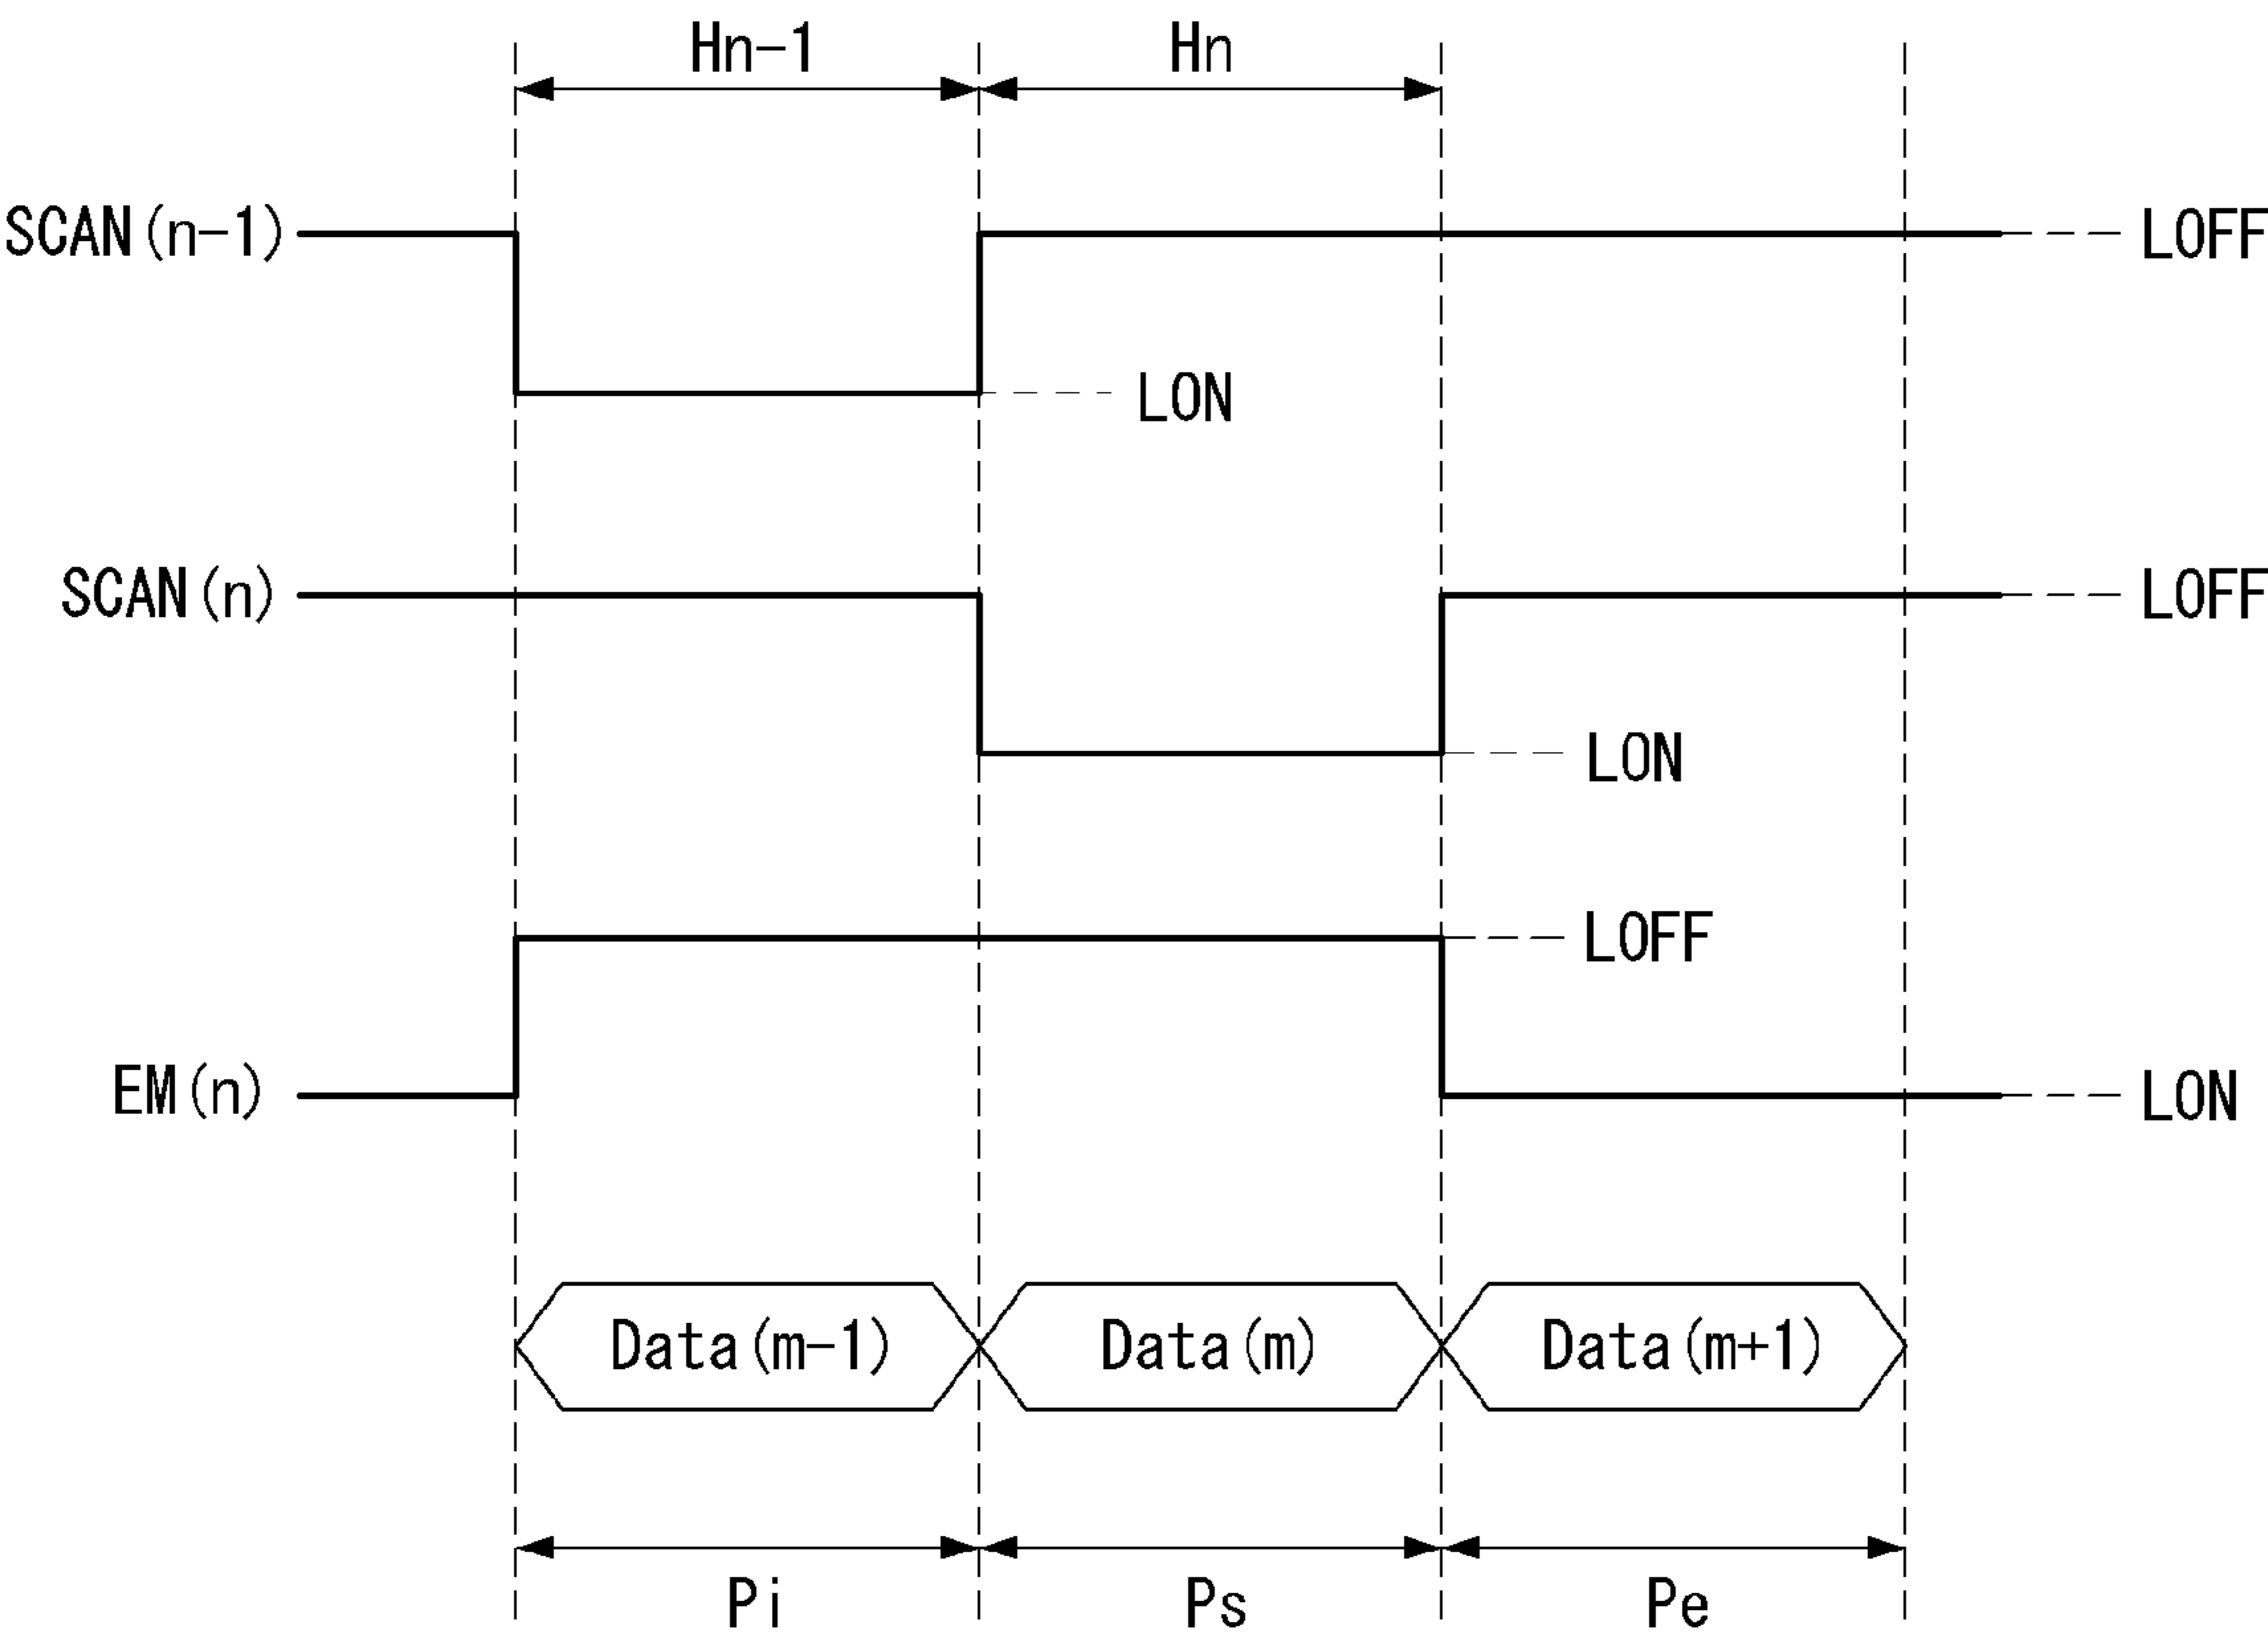 Hn-1 Hn
SCAN(n-1) LOFF
LON
SCAN(n) LOFF
LON
LOFF
EM(n) LON
Data(m-1) Data(m) Data(m+1)
Pi Ps Pe